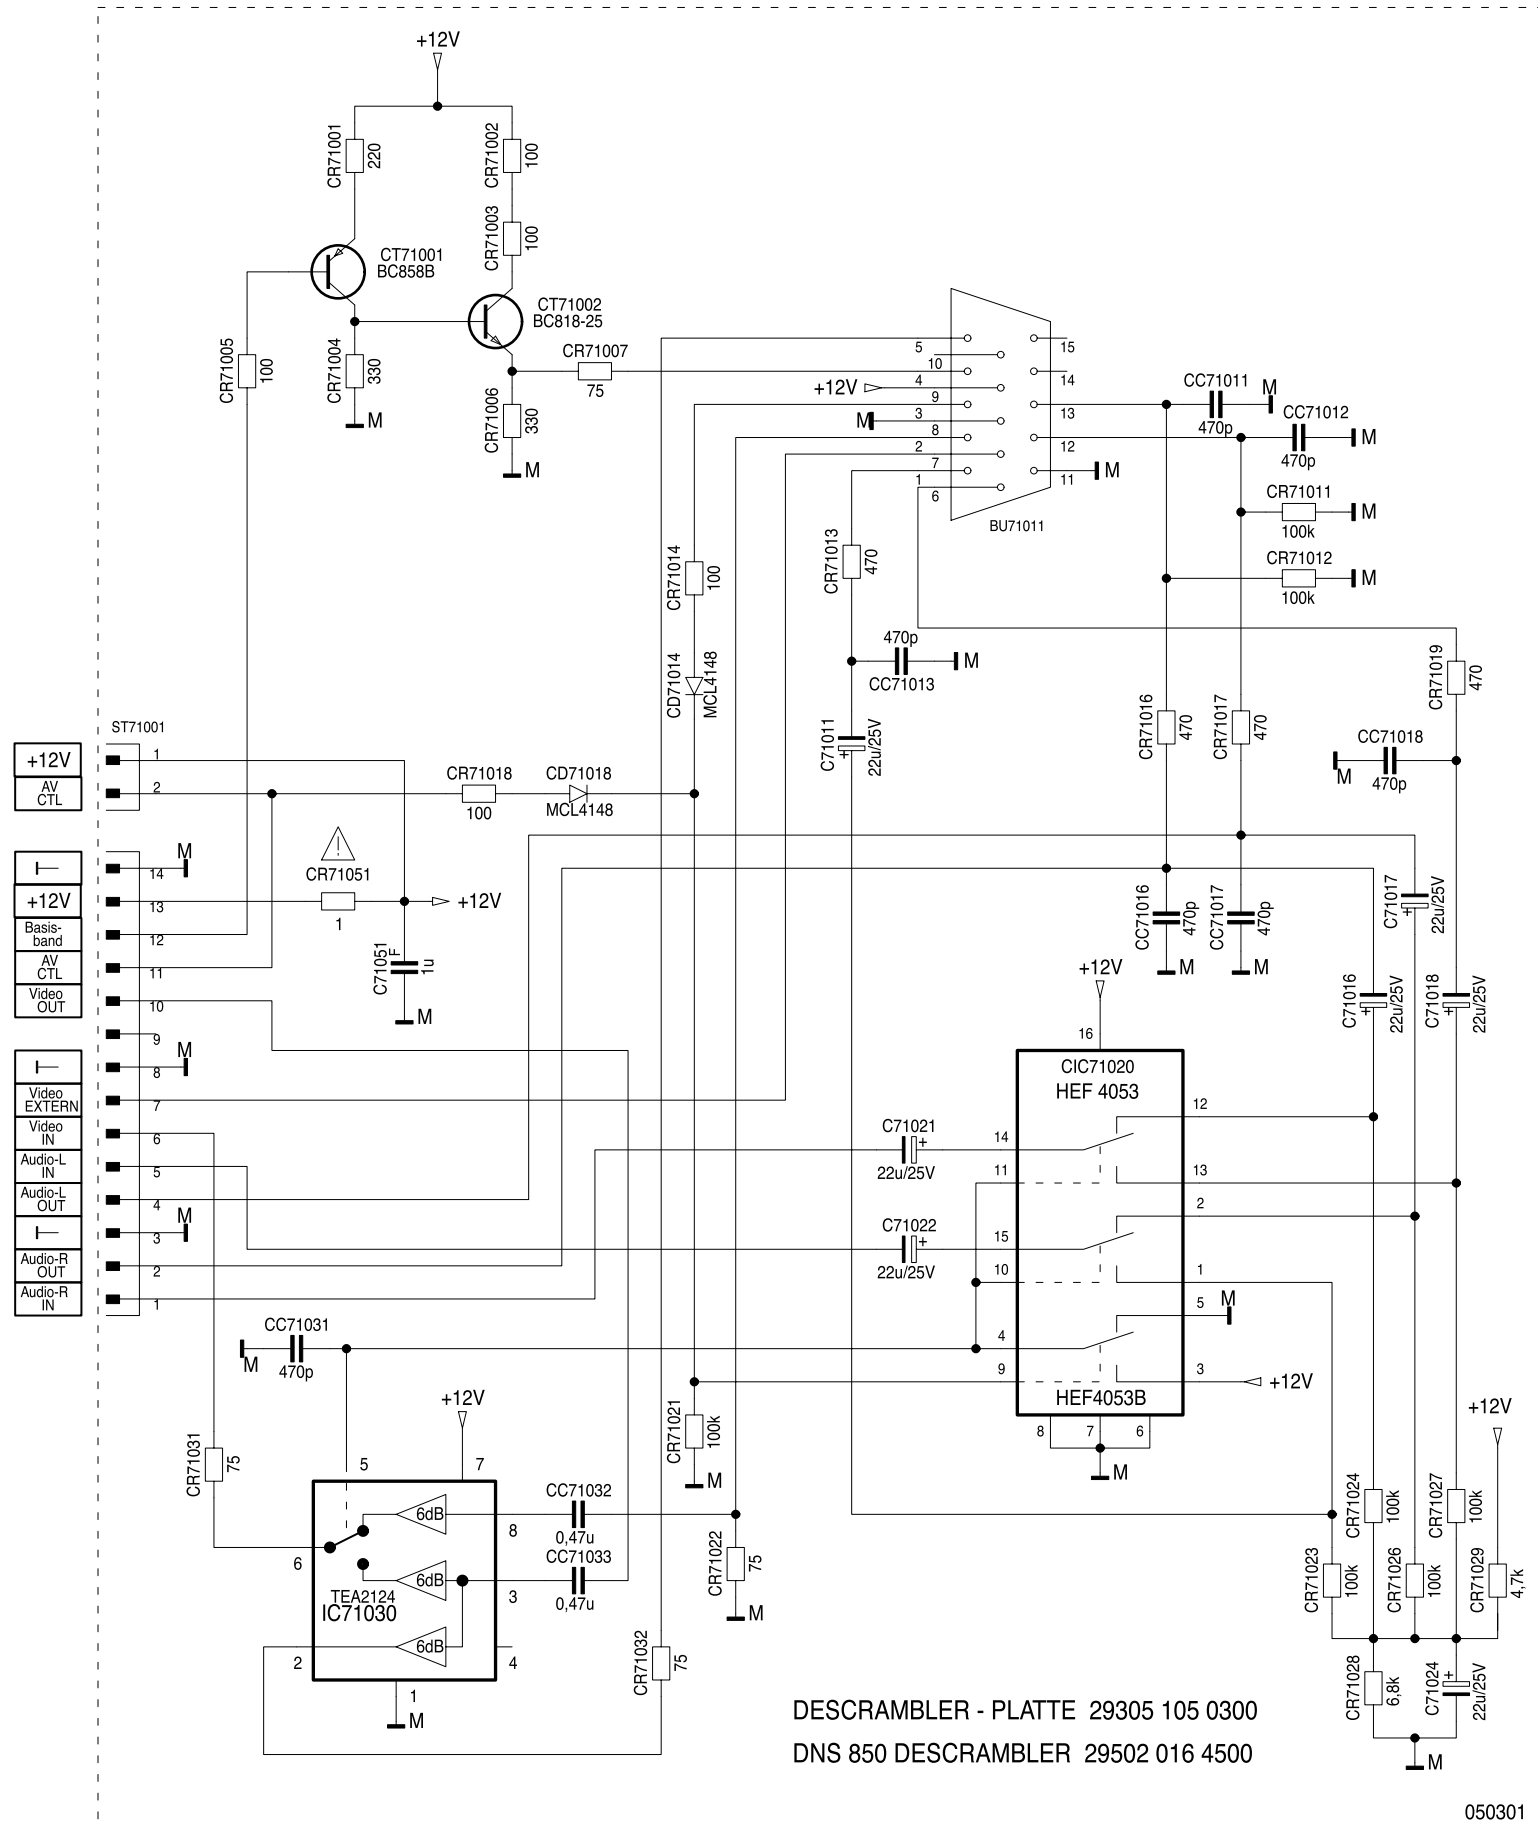 +12V
CR71001
220
CR71002
100
CR71003
100
CT71001
BC858B
CT71002
BC818-25
CR71005
100
CR71004
330
M
CR71007
75
CR71006
330
M
5
10
4
9
3
8
2
7
1
6
+12V
M
15
14
13
12
11
M
BU71011
CC71011
470p
M
CC71012
470p
M
CR71011
100k
M
CR71012
100k
M
CR71013
470
470p
CC71013
M
C71011
+
22u/25V
CR71014
100
CD71014
MCL4148
CR71016
470
CR71017
470
CR71019
470
CC71018
470p
M
ST71001
+12V
1
AV
CTL
2
CR71018
100
CD71018
MCL4148
14
M
+12V
13
CR71051
1
+12V
Basis-
band
12
AV
CTL
11
Video
OUT
10
C71051
F
1u
M
9
8
M
Video
EXTERN
7
Video
IN
6
Audio-L
IN
5
Audio-L
OUT
4
3
M
Audio-R
OUT
2
Audio-R
IN
1
CC71016
470p
M
CC71017
470p
M
C71017
+
22u/25V
C71016
+
22u/25V
C71018
+
22u/25V
+12V
16
CIC71020
HEF 4053
C71021
+
22u/25V
14
11
12
13
C71022
+
22u/25V
15
10
2
1
4
9
5
M
3
+12V
HEF4053B
8
7
6
M
CC71031
470p
M
CR71031
75
+12V
5
7
6dB
8
6
6dB
3
TEA2124
IC71030
6dB
2
4
1
M
CC71032
0,47u
CC71033
0,47u
CR71021
100k
M
CR71022
75
M
CR71032
75
+12V
CR71024
100k
CR71027
100k
CR71023
100k
CR71026
100k
CR71029
4,7k
CR71028
6,8k
C71024
+
22u/25V
M
DESCRAMBLER - PLATTE 29305 105 0300
DNS 850 DESCRAMBLER 29502 016 4500
050301